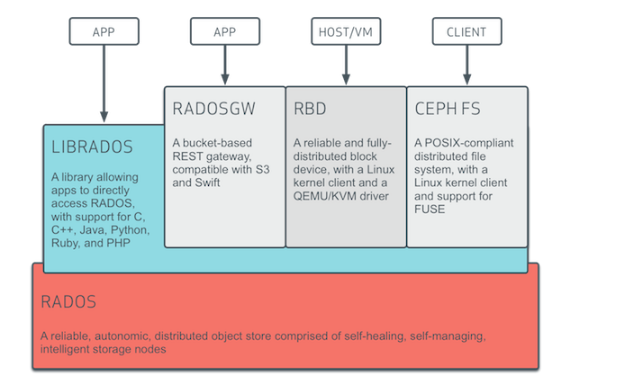 APP
APP
HOST/VM
CLIENT
LIBRADOS
A library allowing
apps to directly
access RADOS,
with support for C,
C++, Java, Python,
Ruby, and PHP
RADOSGW
A bucket-based
REST gateway,
compatible with S3
and Swift
RBD
A reliable and fully-
distributed block
device, with a Linux
kernel client and a
QEMU/KVM driver
CEPH FS
A POSIX-compliant
distributed file
system, with a
Linux kernel client
and support for
FUSE
RADOS
A reliable, autonomic, distributed object store comprised of self-healing, self-managing,
intelligent storage nodes